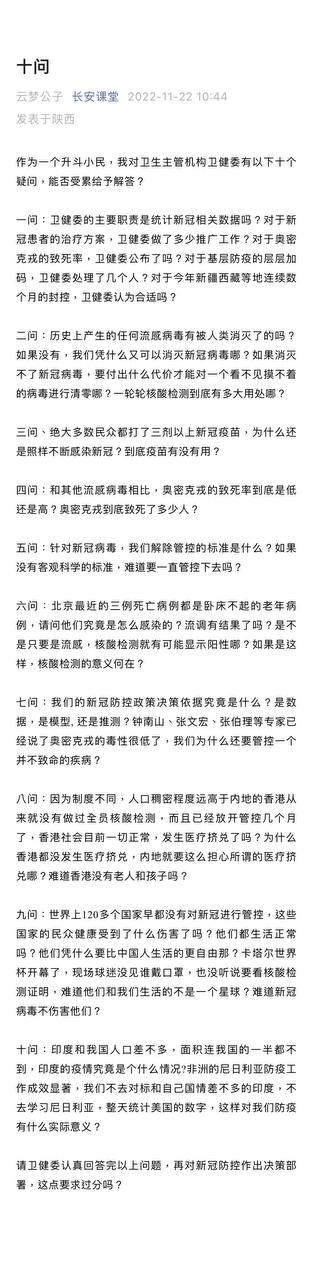 十问
云梦公子 长安课堂 2022-11-22 10:44
发表于陕西
作为一个升斗小民，我对卫生主管机构卫健委有以下十个
疑问，能否受累给予解答？
一问：卫健委的主要职责是统计新冠相关数据吗？对于新
冠患者的治疗方案，卫健委做了多少推广工作？对于奥密
克戎的致死率，卫健委公布了吗？对于基层防疫的层层加
码，卫健委处理了几个人？对于今年新疆西藏等地连续数
个月的封控，卫健委认为合适吗？
二问：历史上产生的任何流感病毒有被人类消灭了的吗？
如果没有，我们凭什么又可以消灭新冠病毒哪？如果消灭
不了新冠病毒，要付出什么代价才能对一个看不见摸不着
的病毒进行清零哪？一轮轮核酸检测到底有多大用处哪？
三问、绝大多数民众都打了三剂以上新冠疫苗，为什么还
是照样不断感染新冠？到底疫苗有没有用？
四问：和其他流感病毒相比，奥密克戎的致死率到底是低
还是高？奥密克戎到底致死了多少人？
五问：针对新冠病毒，我们解除管控的标准是什么？如果
没有客观科学的标准，难道要一直管控下去吗？
六问：北京最近的三例死亡病例都是卧床不起的老年病
例，请问他们究竟是怎么感染的？流调有结果了吗？是不
是只要是流感，核酸检测就有可能显示阳性哪？如果是这
样，核酸检测的意义何在？
七问：我们的新冠防控政策决策依据究竟是什么？是数
据，是模型, 还是推测？钟南山、张文宏、张伯理等专家已
经说了奥密克戎的毒性很低了，我们为什么还要管控一个
并不致命的疾病？
八问：因为制度不同，人口稠密程度远高于内地的香港从
来就没有做过全员核酸检测，而且已经放开管控几个月
了，香港社会目前一切正常，发生医疗挤兑了吗？为什么
香港都没发生医疗挤兑，内地就要这么担心所谓的医疗挤
兑哪？难道香港没有老人和孩子吗？
九问：世界上120多个国家早都没有对新冠进行管控，这些
国家的民众健康受到了什么伤害了吗？他们都生活正常
吗？他们凭什么要比中国人生活的更自由那？卡塔尔世界
杯开幕了，现场球迷没见谁戴口罩，也没听说要看核酸检
测证明，难道他们和我们生活的不是一个星球？难道新冠
病毒不伤害他们？
十问：印度和我国人口差不多，面积连我国的一半都不
到，印度的疫情究竟是个什么情况?非洲的尼日利亚防疫工
作成效显著，我们不去对标和自己国情差不多的印度，不
去学习尼日利亚，整天统计美国的数字，这样对我们防疫
有什么实际意义？
请卫健委认真回答完以上问题，再对新冠防控作出决策部
署，这点要求过分吗？